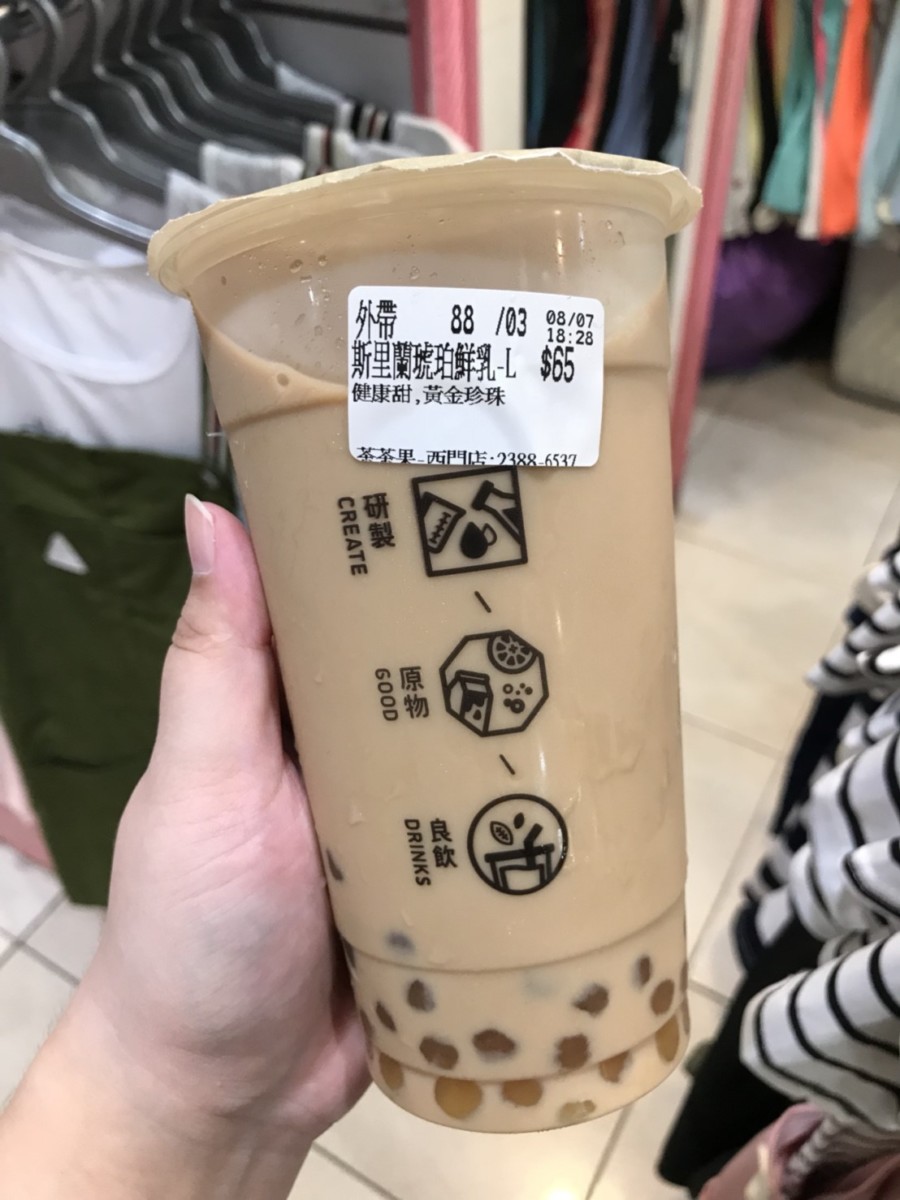 外帶 88 /03 08/07
18:28
斯里蘭琥珀鮮乳-L $65
健康甜,黃金珍珠
茶茶果-西門店:2388-6537
研製
CREATE
原物
GOOD
良飲
DRINKS